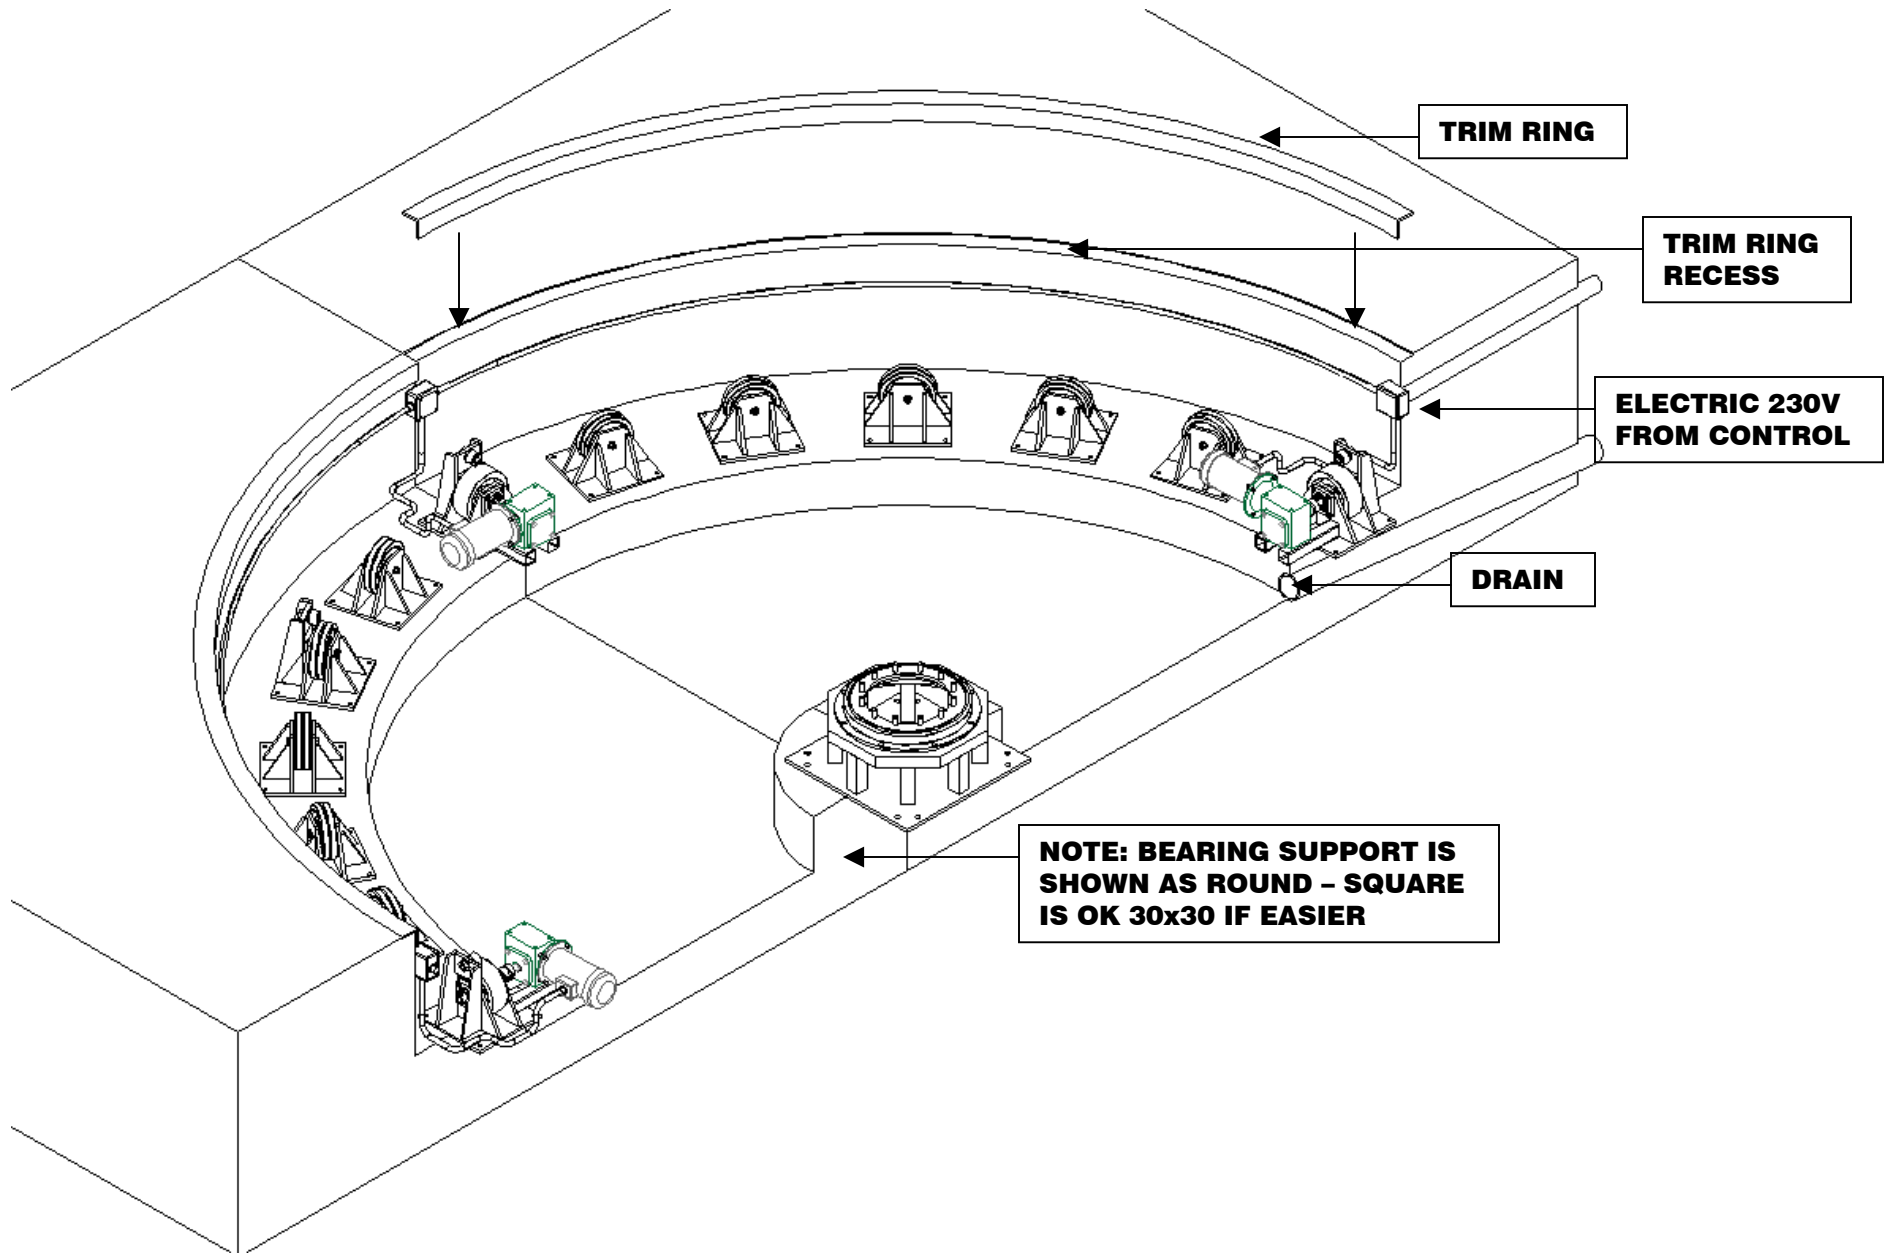 TRIM RING
TRIM RING
RECESS
ELECTRIC 230V
FROM CONTROL
DRAIN
NOTE: BEARING SUPPORT IS
SHOWN AS ROUND – SQUARE
IS OK 30x30 IF EASIER